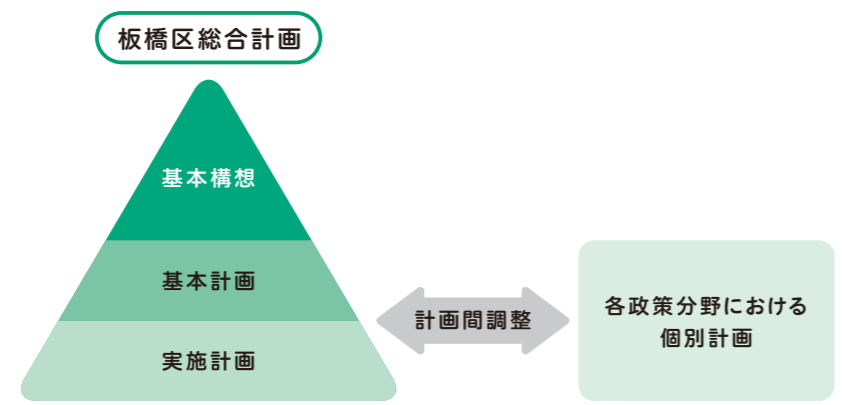 板橋区総合計画
基本構想
基本計画
実施計画
計画間調整
各政策分野における
個別計画